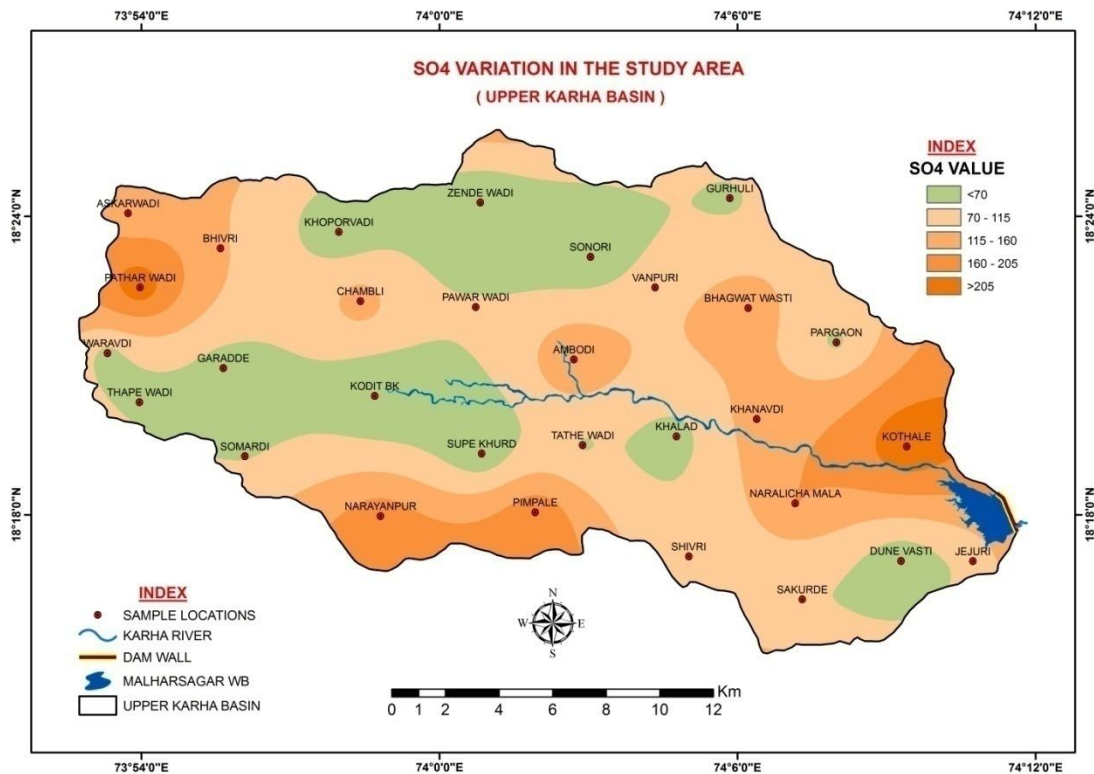 73°54'0"E 74°0'0"E 74°6'0"E 74°12'0"E
SO4 VARIATION IN THE STUDY AREA
( UPPER KARHA BASIN )
INDEX
SO4 VALUE
<70
70 - 115
115 - 160
160 - 205
>205
18°24'0"N
18°24'0"N
ZENDE WADI
GURHULI
ASKARWADI
KHOPORVADI
BHIVRI
SONORI
PATHAR WADI
VANPURI
CHAMBLI
PAWAR WADI
BHAGWAT WASTI
PARGAON
WARAVDI
GARADDE
AMBODI
THAPE WADI
KODIT BK
KHANAVDI
KHALAD
SOMARDI
SUPE KHURD
TATHE WADI
KOTHALE
NARALICHA MALA
NARAYANPUR
PIMPALE
18°18'0"N
18°18'0"N
SHIVRI
DUNE VASTI
JEJURI
SAKURDE
INDEX
SAMPLE LOCATIONS
KARHA RIVER
DAM WALL
MALHARSAGAR WB
UPPER KARHA BASIN
N
W E
S
Km
0 1 2 4 6 8 10 12
73°54'0"E 74°0'0"E 74°6'0"E 74°12'0"E